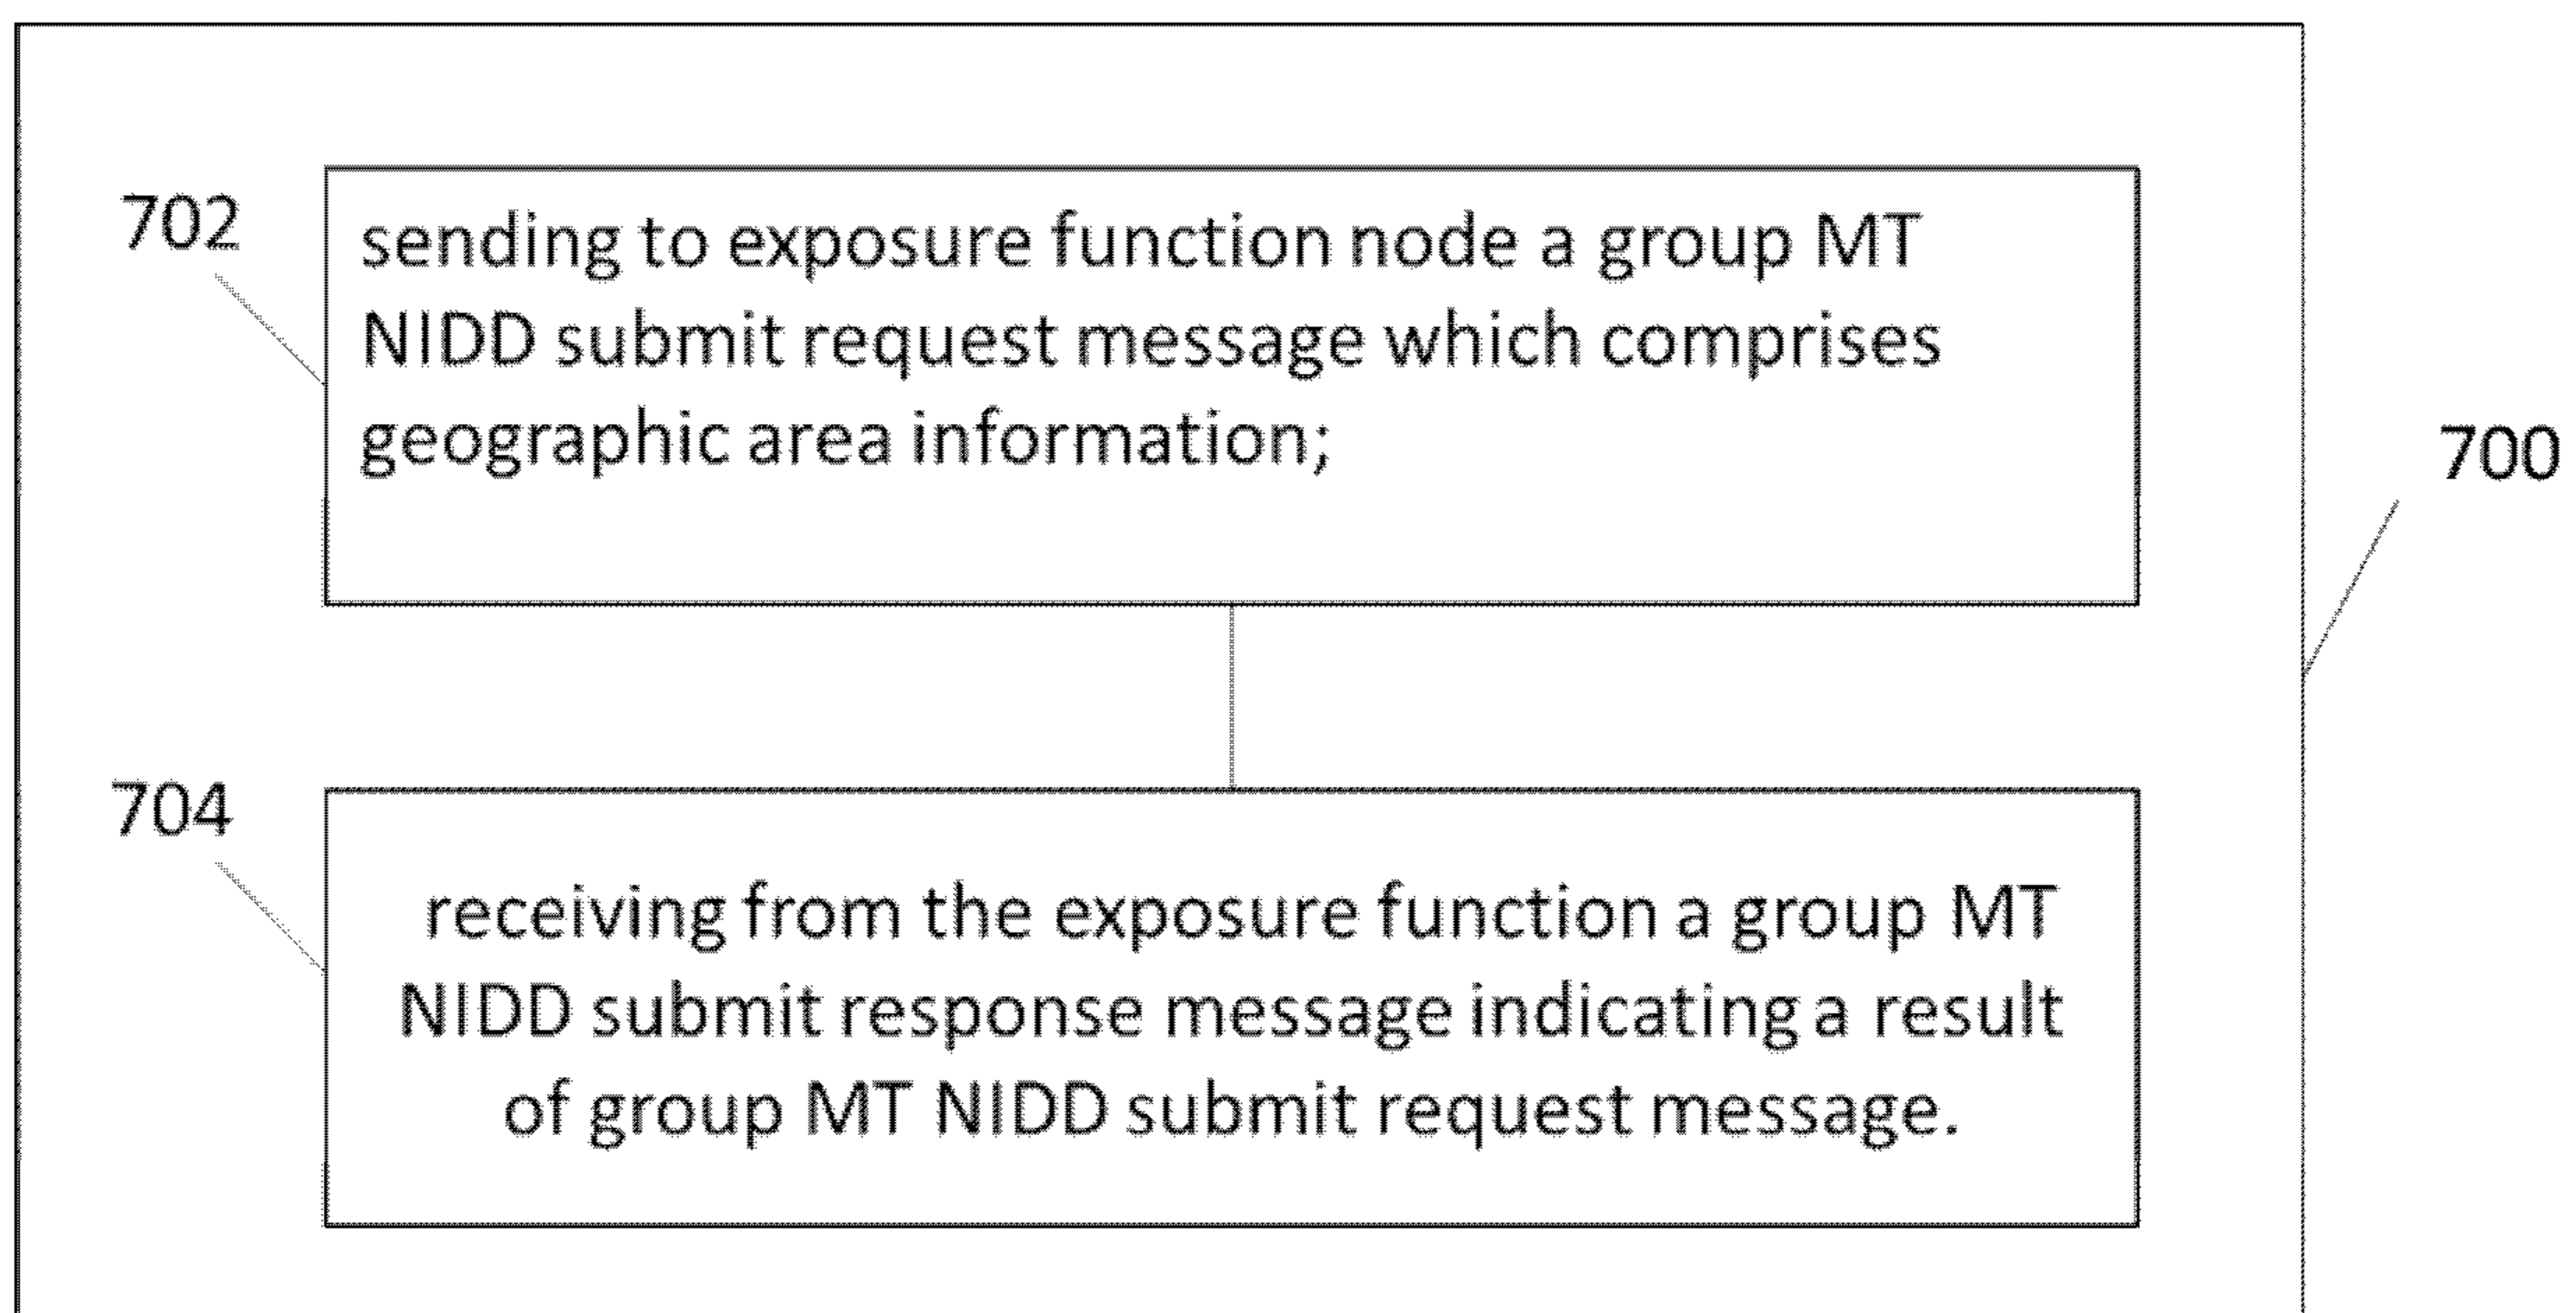 702
sending to exposure function node a group MT
NIDD submit request message which comprises
geographic area information;
700
704
receiving from the exposure function a group MT
NIDD submit response message indicating a result
of group MT NIDD submit request message.